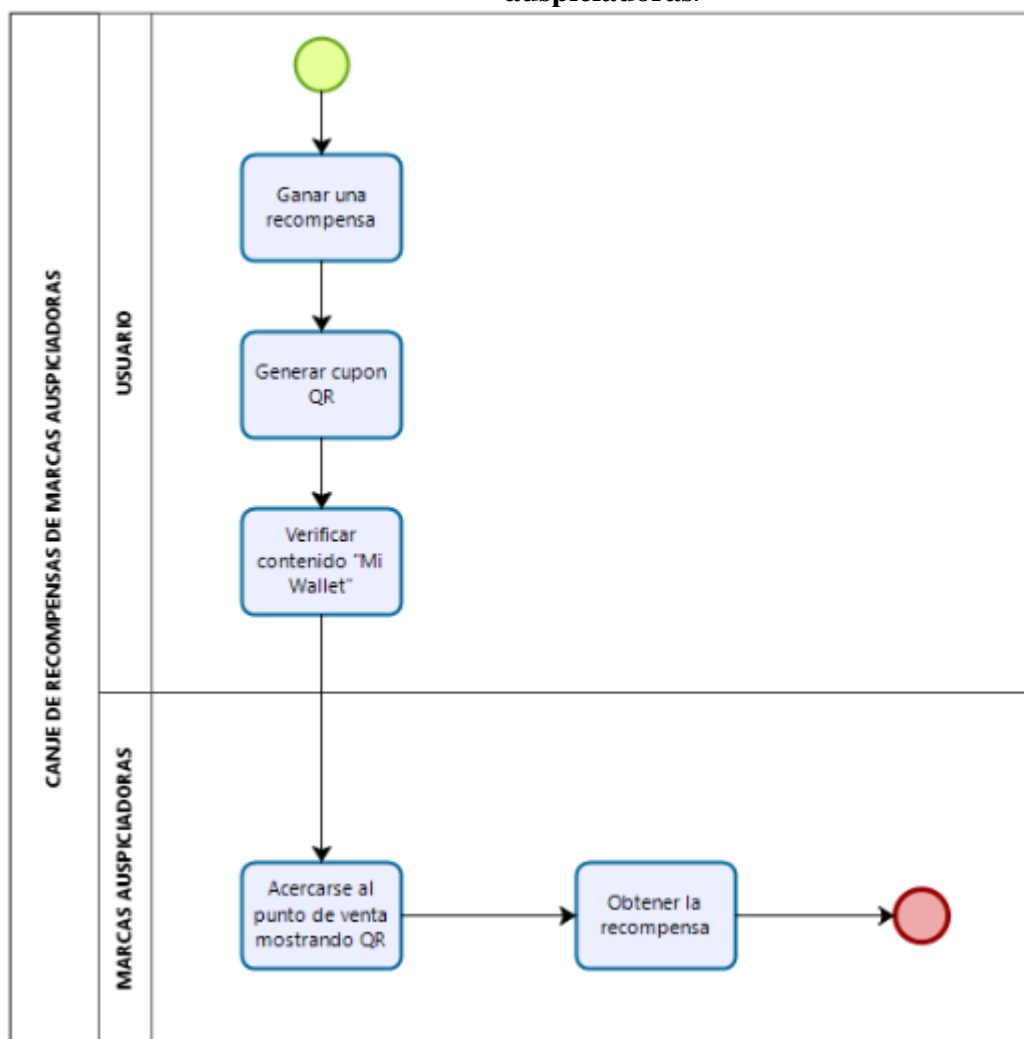 auspiciadoras.
CANJE DE RECOMPENSAS DE MARCAS AUSPICIADORAS
USUARIO
Ganar una
recompensa
Generar cupon
QR
Verificar
contenido "Mi
Wallet"
MARCAS AUSPICIADORAS
Acercarse al
punto de venta
mostrando QR
Obtener la
recompensa